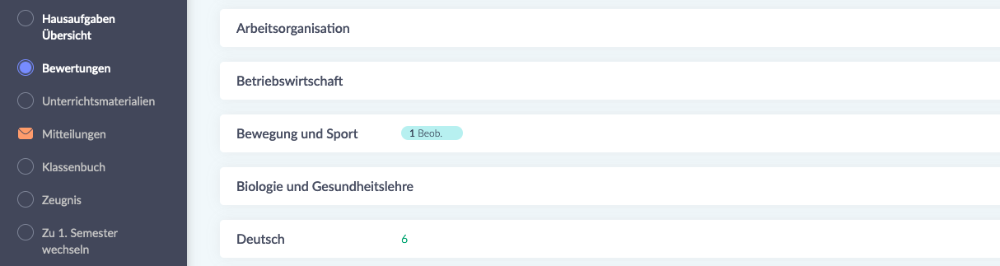 Hausaufgaben
Übersicht
Bewertungen
Unterrichtsmaterialien
Mitteilungen
Klassenbuch
Zeugnis
Zu 1. Semester
wechseln
Arbeitsorganisation
Betriebswirtschaft
Bewegung und Sport 1 Beob.
Biologie und Gesundheitslehre
Deutsch 6